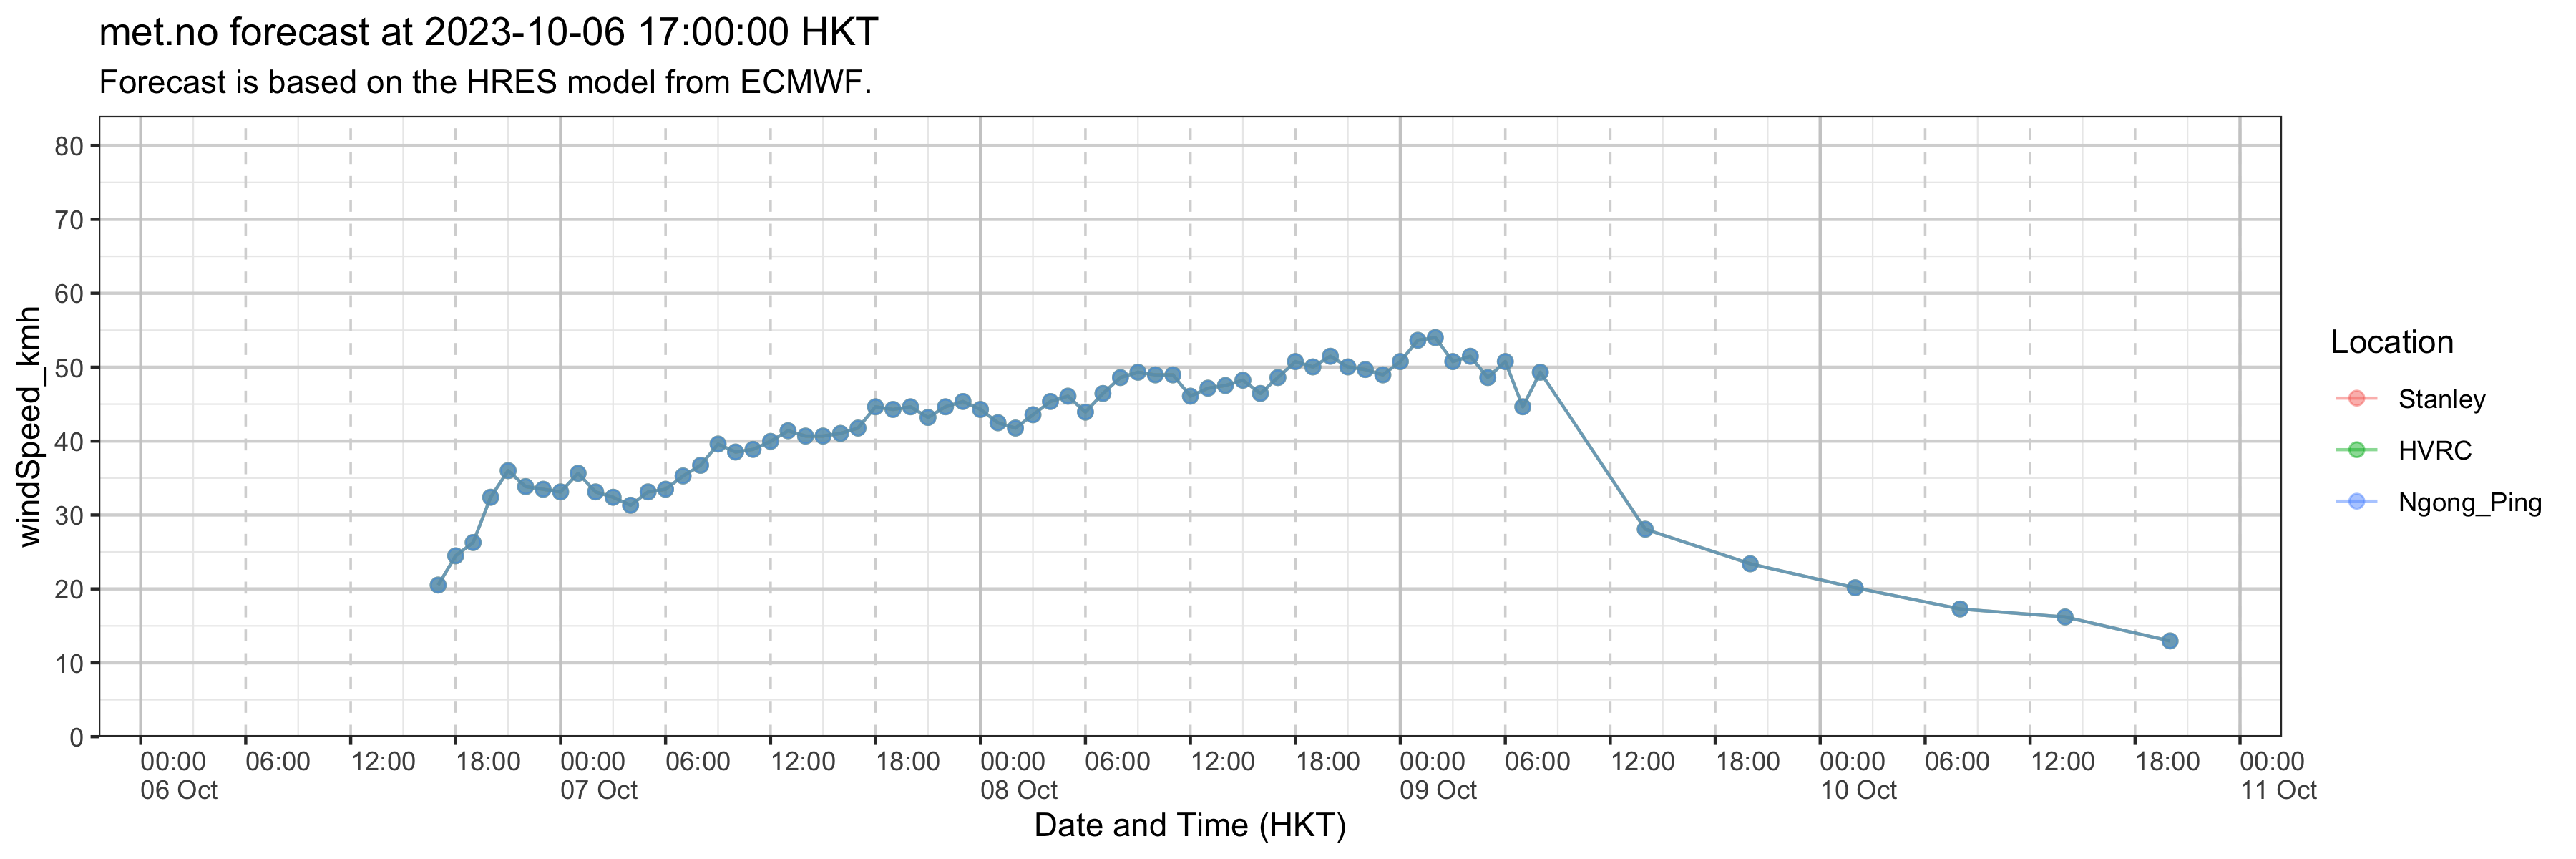 met.no forecast at 2023-10-06 17:00:00 HKT
Forecast is based on the HRES model from ECMWF.
windSpeed_kmh
80
70
60
50
40
30
20
10
0
00:00 06:00 12:00 18:00 00:00 06:00 12:00 18:00 00:00 06:00 12:00 18:00 00:00 06:00 12:00 18:00 00:00 06:00 12:00 18:00 00:00
06 Oct 07 Oct 08 Oct 09 Oct 10 Oct 11 Oct
Date and Time (HKT)
Location
Stanley
HVRC
Ngong_Ping